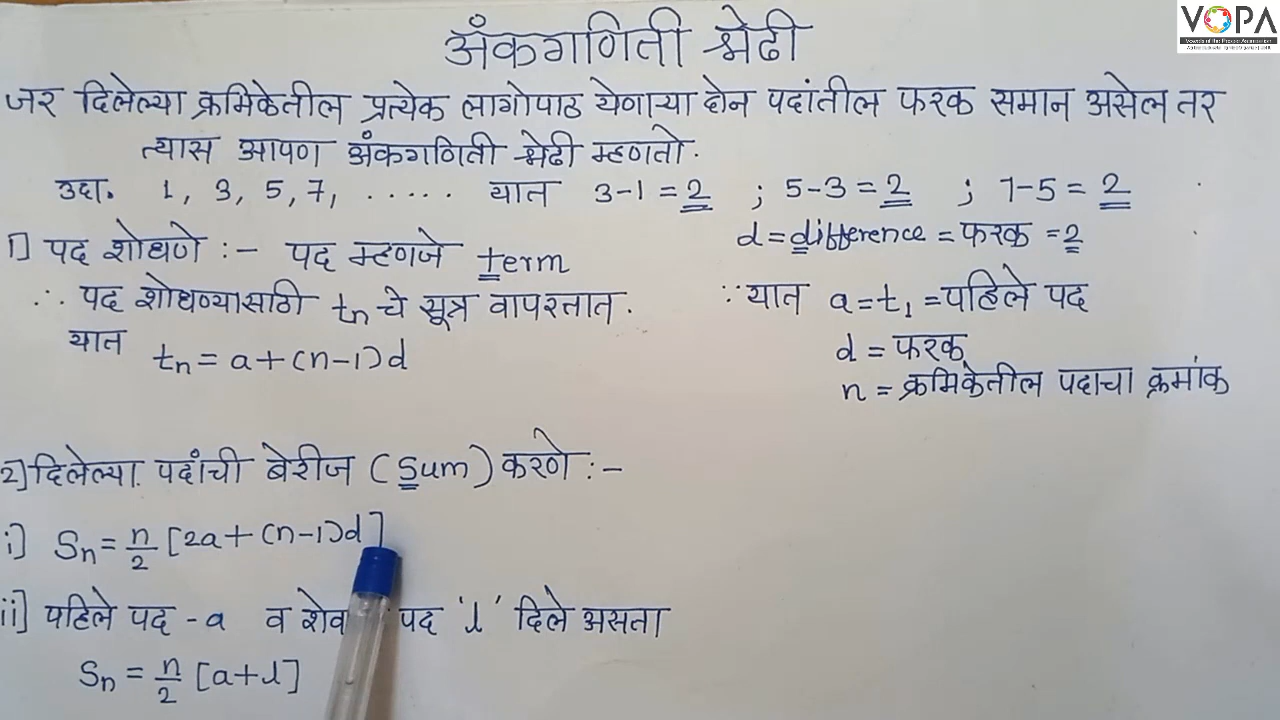 VOPA
अंकगणिती श्रेढी
जर दिलेल्या क्रमिकेतील प्रत्येक लागोपाठ येणाऱ्या दोन पदांतील फरक समान असेल तर
त्यास आपण अंकगणिती श्रेढी म्हणतो.
उदा. 1, 3, 5, 7, ...... यात 3-1 = 2 ; 5-3 = 2 ; 7-5 = 2
d = difference = फरक = 2
1] पद शोधणे :- पद म्हणजे term
∴ पद शोधण्यासाठी tn चे सूत्र वापरतात.
∵ यात a = t1 = पहिले पद
यात tn = a + (n-1)d
d = फरक
n = क्रमिकेतील पदाचा क्रमांक
2] दिलेल्या पदांची बेरीज (Sum) करणे :-
i] Sn = n/2 [2a + (n-1)d]
ii] पहिले पद - a व पद 'l' दिले असता
Sn = n/2 [a+l]